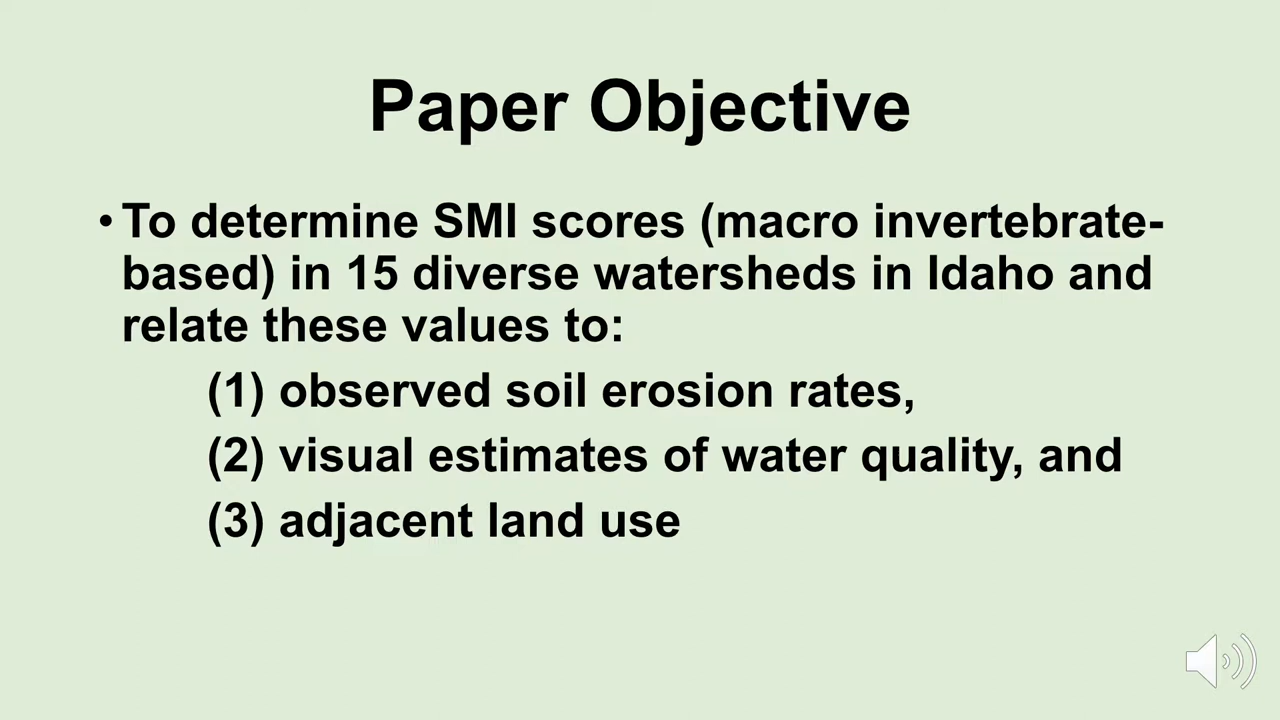 Paper Objective
• To determine SMI scores (macro invertebrate-
based) in 15 diverse watersheds in Idaho and
relate these values to:
(1) observed soil erosion rates,
(2) visual estimates of water quality, and
(3) adjacent land use